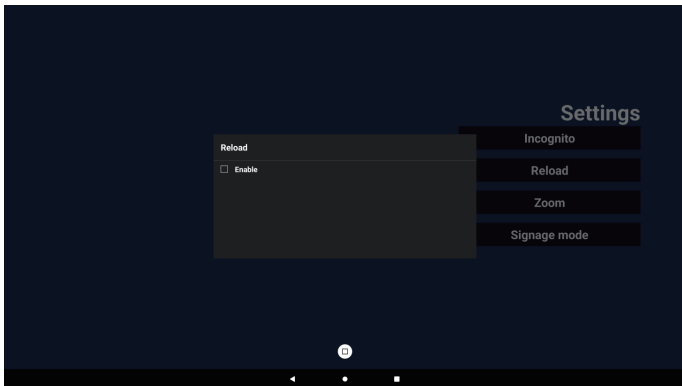 Settings
Incognito
Reload
Reload
Enable
Zoom
Signage mode